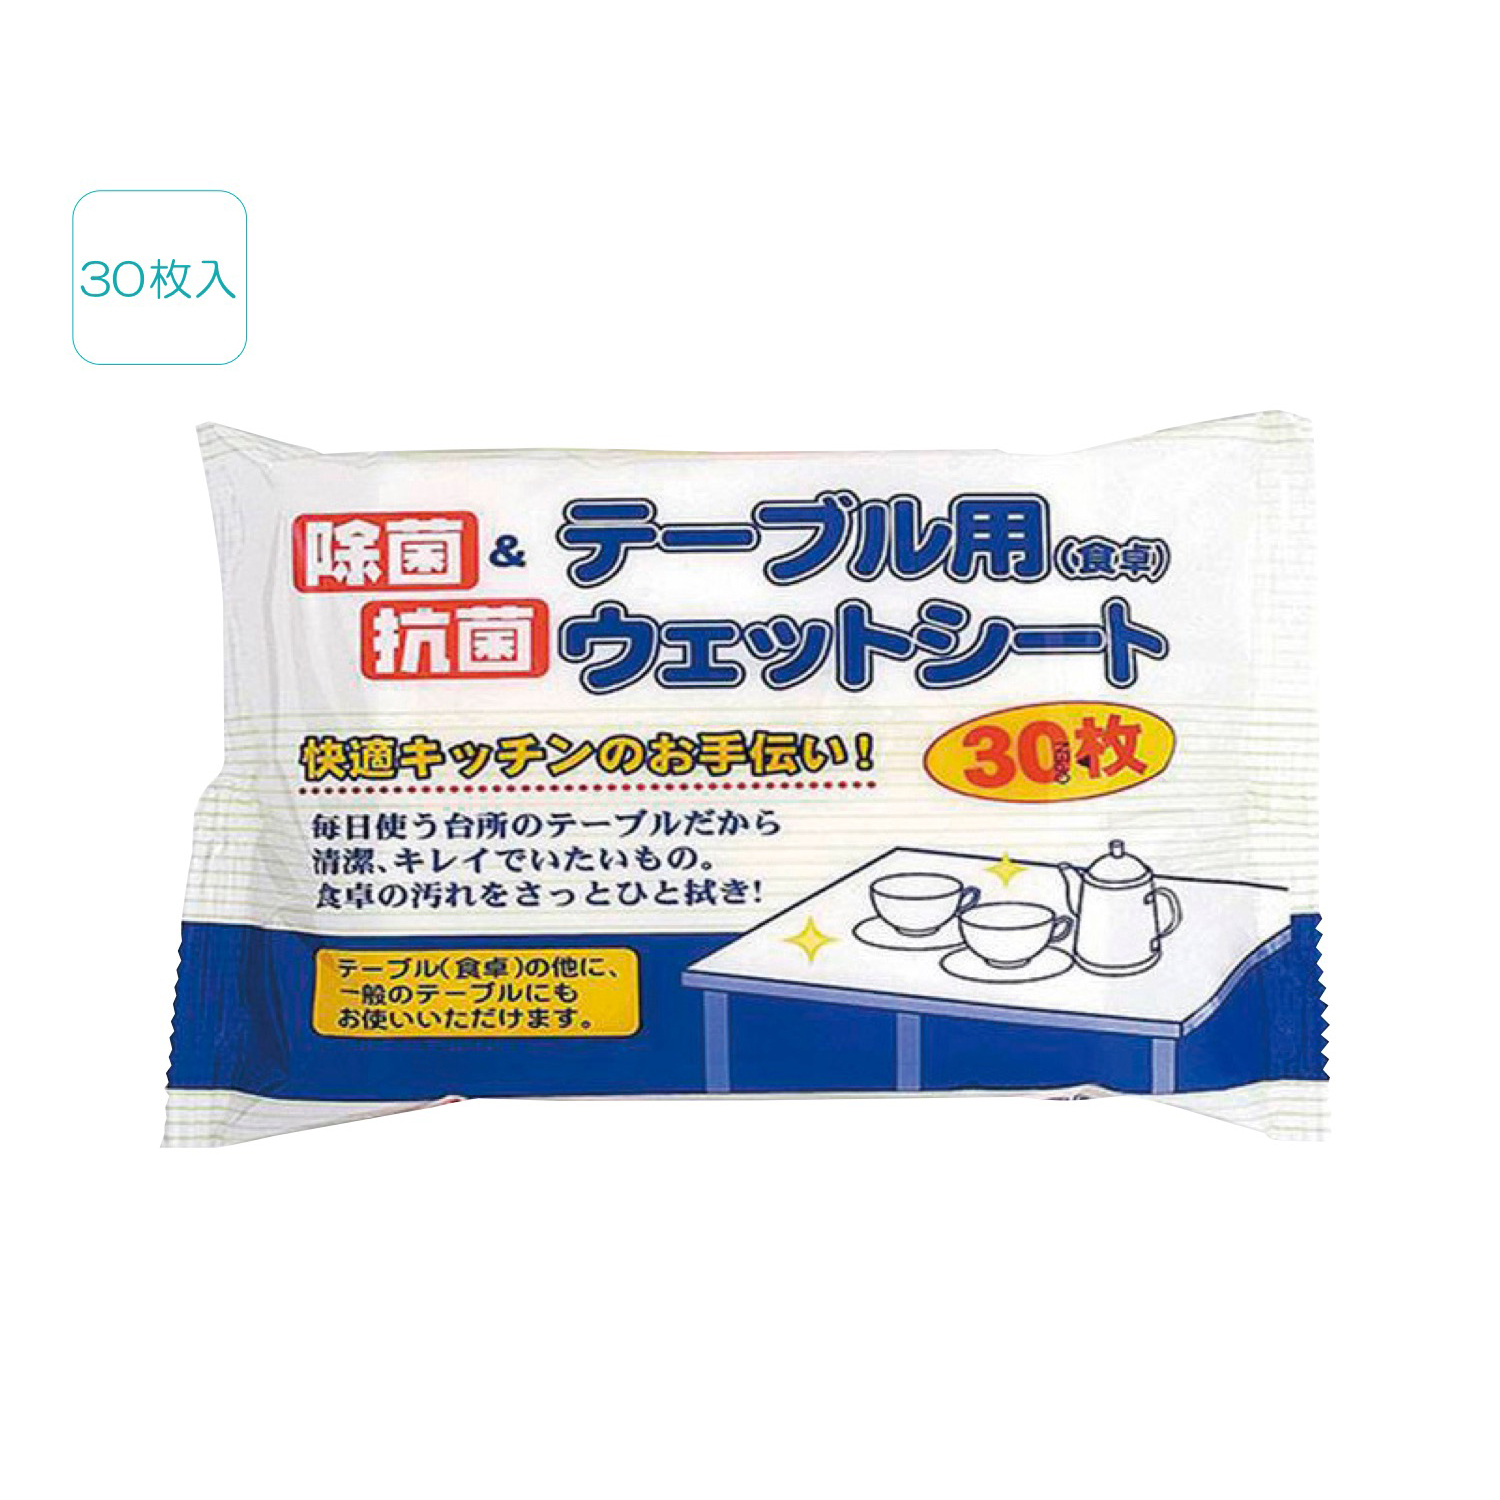 30枚入
除菌 & テーブル用(食卓)
抗菌 ウェットシート
快適キッチンのお手伝い!
30枚
OPEN
毎日使う台所のテーブルだから
清潔、キレイでいたいもの。
食卓の汚れをさっとひと拭き!
テーブル(食卓)の他に、
一般のテーブルにも
お使いいただけます。